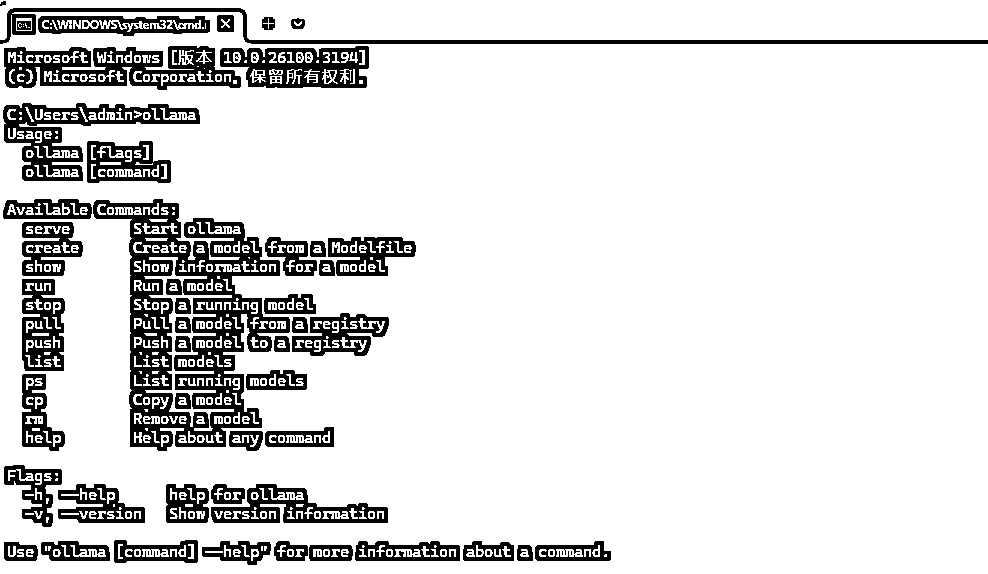 C:\WINDOWS\system32\cmd.
Microsoft Windows [版本 10.0.26100.3194]
(c) Microsoft Corporation。保留所有权利。
C:\Users\admin>ollama
Usage:
  ollama [flags]
  ollama [command]
Available Commands:
  serve       Start ollama
  create      Create a model from a Modelfile
  show        Show information for a model
  run         Run a model
  stop        Stop a running model
  pull        Pull a model from a registry
  push        Push a model to a registry
  list        List models
  ps          List running models
  cp          Copy a model
  rm          Remove a model
  help        Help about any command
Flags:
  -h, --help      help for ollama
  -v, --version   Show version information
Use "ollama [command] --help" for more information about a command.